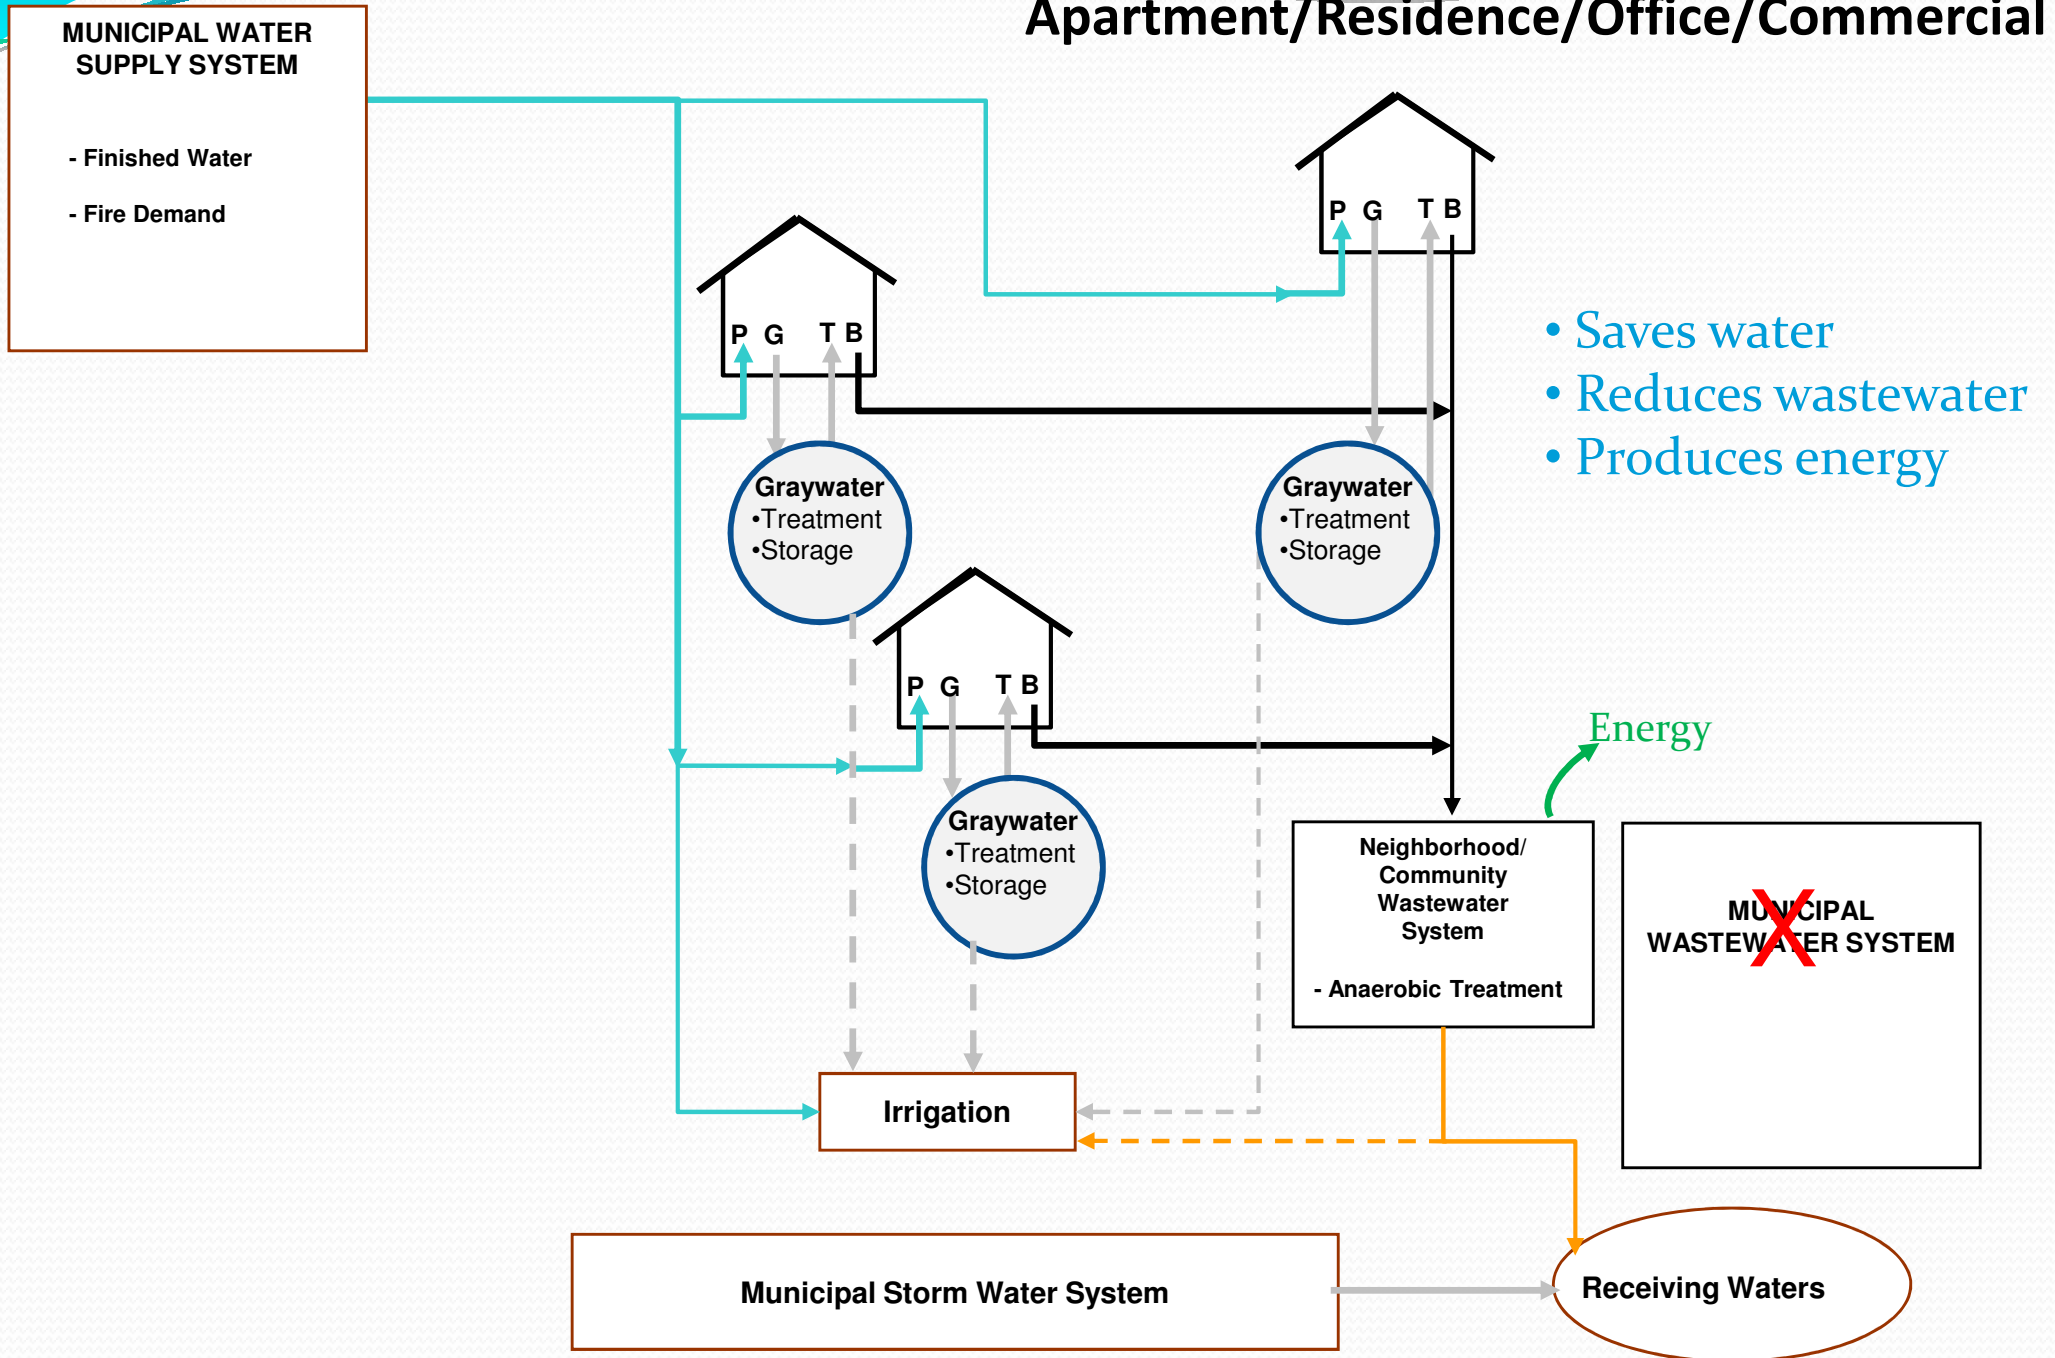 Apartment/Residence/Office/Commercial
MUNICIPAL WATER
SUPPLY SYSTEM
- Finished Water
- Fire Demand
P G T B
P G T B
• Saves water
• Reduces wastewater
• Produces energy
Graywater
•Treatment
•Storage
Graywater
•Treatment
•Storage
P G T B
Energy
Graywater
•Treatment
•Storage
Neighborhood/
Community
Wastewater
System
- Anaerobic Treatment
MUNICIPAL
WASTEWATER SYSTEM
X
Irrigation
Municipal Storm Water System
Receiving Waters